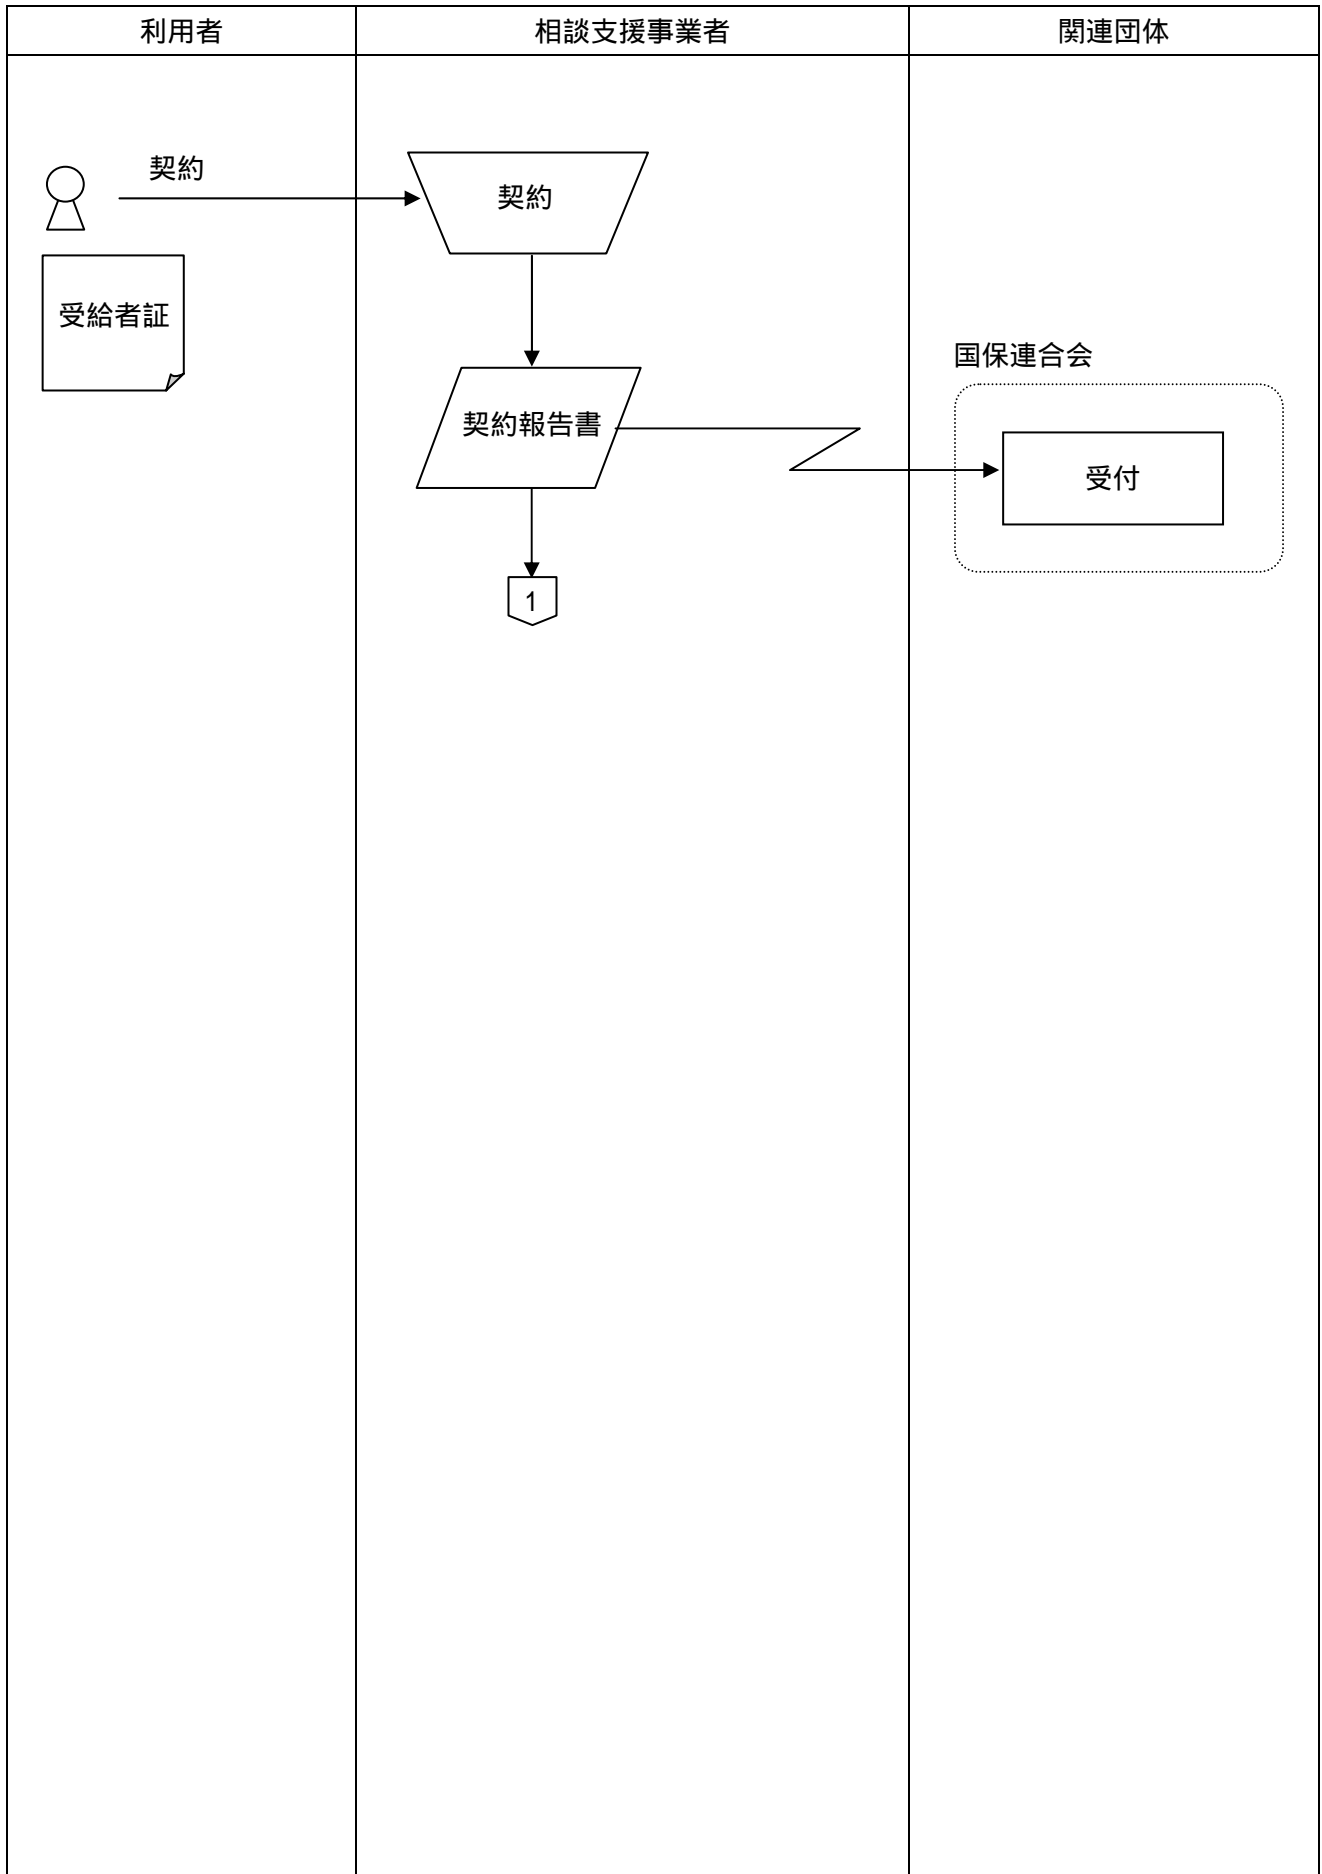 利用者
相談支援事業者
関連団体
契約
契約
受給者証
国保連合会
契約報告書
受付
1